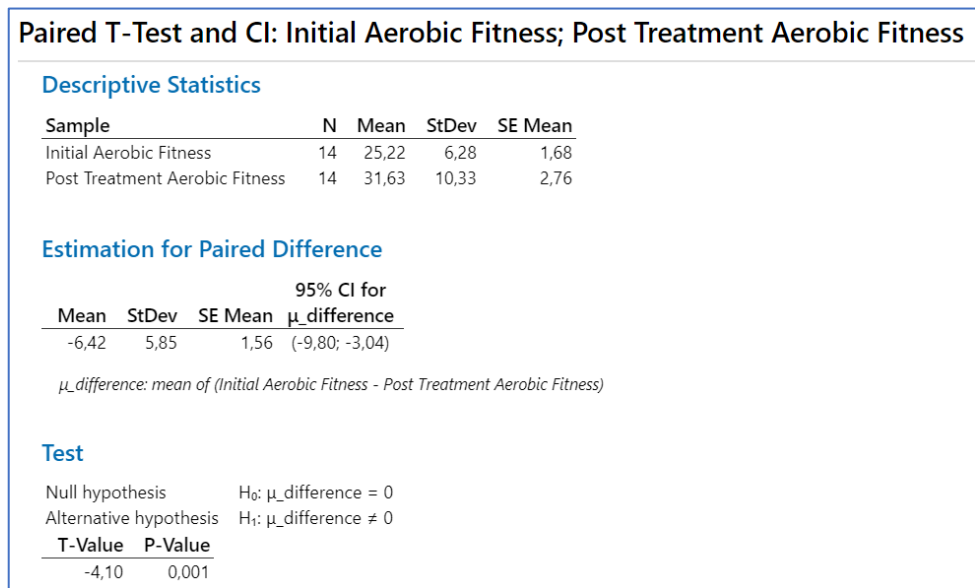 Paired T-Test and CI: Initial Aerobic Fitness; Post Treatment Aerobic Fitness
Descriptive Statistics
Sample N Mean StDev SE Mean
Initial Aerobic Fitness 14 25,22 6,28 1,68
Post Treatment Aerobic Fitness 14 31,63 10,33 2,76
Estimation for Paired Difference
95% CI for
Mean StDev SE Mean μ_difference
-6,42 5,85 1,56 (-9,80; -3,04)
μ_difference: mean of (Initial Aerobic Fitness - Post Treatment Aerobic Fitness)
Test
Null hypothesis H₀: μ_difference = 0
Alternative hypothesis H₁: μ_difference ≠ 0
T-Value P-Value
-4,10 0,001